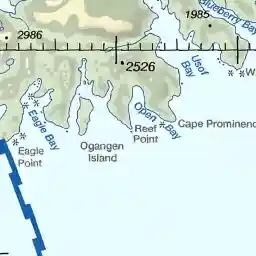 Blueberry Bay
1985
2986
2526
Usof
Bay
W
Eagle Bay
Open
Bay
Cape Prominenc
Reef
Point
Eagle
Point
Ogangen
Island